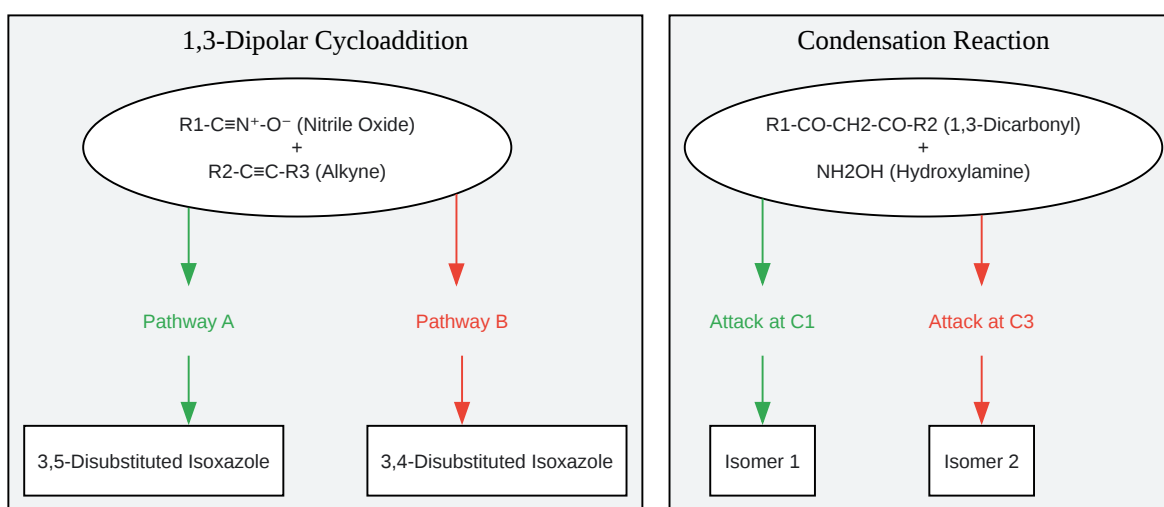 1,3-Dipolar Cycloaddition
R1-C≡N⁺-O⁻ (Nitrile Oxide)
+
R2-C≡C-R3 (Alkyne)
Pathway A
Pathway B
3,5-Disubstituted Isoxazole
3,4-Disubstituted Isoxazole
Condensation Reaction
R1-CO-CH2-CO-R2 (1,3-Dicarbonyl)
+
NH2OH (Hydroxylamine)
Attack at C1
Attack at C3
Isomer 1
Isomer 2